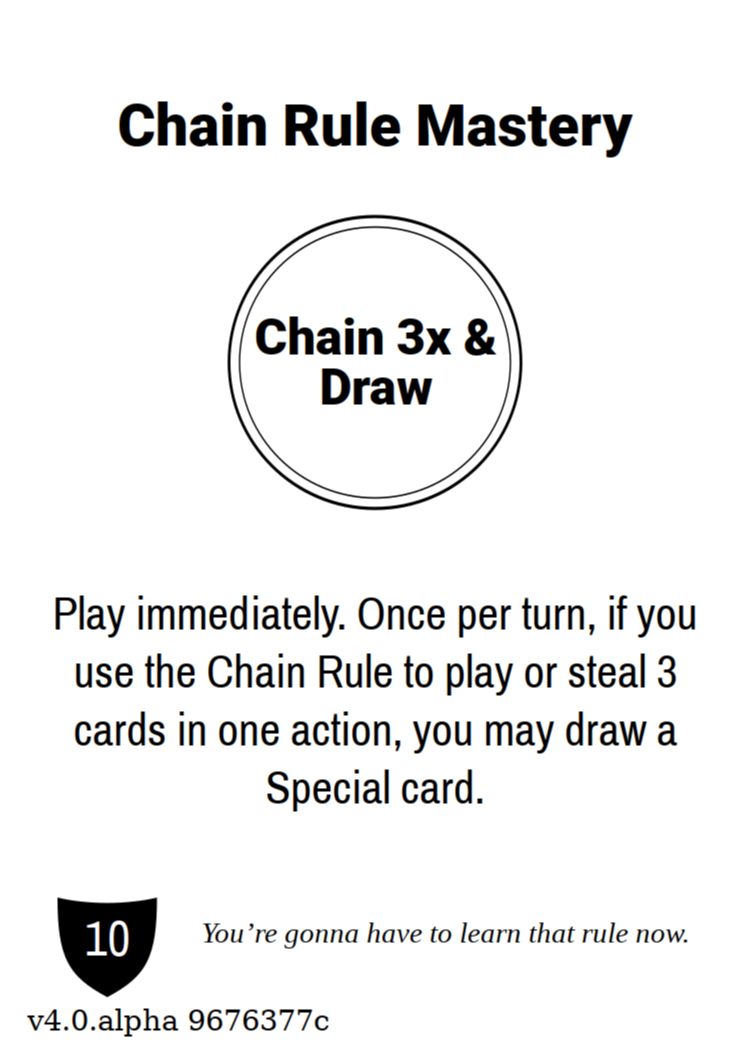 Chain Rule Mastery
Chain 3x &
Draw
Play immediately. Once per turn, if you
use the Chain Rule to play or steal 3
cards in one action, you may draw a
Special card.
10
You’re gonna have to learn that rule now.
v4.0.alpha 9676377c